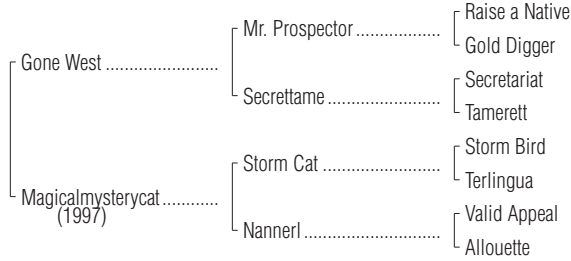 Raise a Native
Mr. Prospector ..................
Gold Digger
Gone West ........................
Secretariat
Secrettame ........................
Tamerett
Storm Bird
Storm Cat .........................
Terlingua
Magicalmysterycat ............
(1997)
Valid Appeal
Nannerl .............................
Allouette